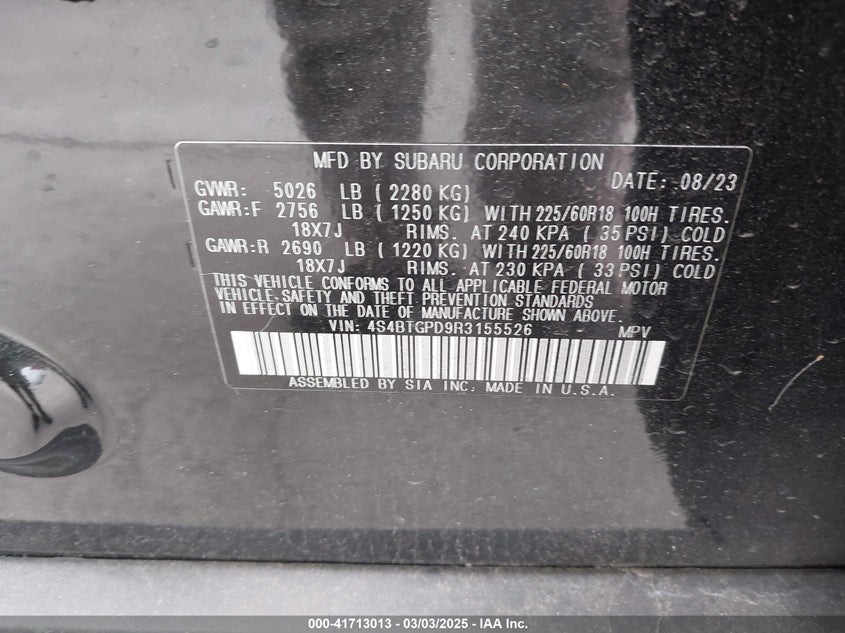 MFD BY SUBARU CORPORATION
DATE: 08/23
GVWR: 5026 LB ( 2280 KG)
GAWR:F 2756 LB ( 1250 KG) WITH 225/60R18 100H TIRES.
18X7J RIMS. AT 240 KPA ( 35 PSI) COLD
GAWR:R 2690 LB ( 1220 KG) WITH 225/60R18 100H TIRES.
18X7J RIMS. AT 230 KPA ( 33 PSI) COLD
THIS VEHICLE CONFORMS TO ALL APPLICABLE FEDERAL MOTOR
VEHICLE-SAFETY AND THEFT PREVENTION STANDARDS
IN EFFECT ON THE DATE OF MANUFACTURE SHOWN ABOVE.
VIN: 4S4BTGPD9R3155526 MPV
ASSEMBLED BY SIA INC. MADE IN U.S.A.
000-41713013 - 03/03/2025 - IAA Inc.